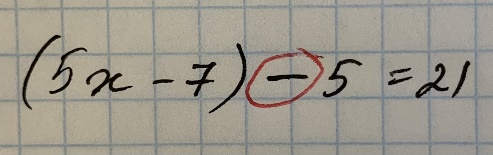 (5x - 7) - 5 = 21